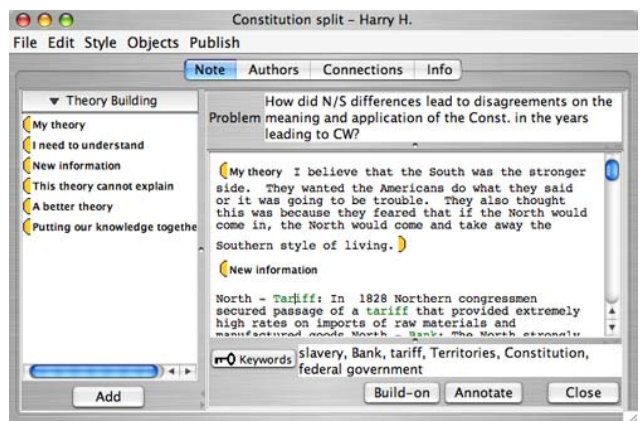 Constitution split - Harry H.
File Edit Style Objects Publish
Note Authors Connections Info
Theory Building
My theory
I need to understand
New information
This theory cannot explain
A better theory
Putting our knowledge togethe
Add
Problem
How did N/S differences lead to disagreements on the
meaning and application of the Const. in the years
leading to CW?
My theory I believe that the South was the stronger
side. They wanted the Americans do what they said
or it was going to be trouble. They also thought
this was because they feared that if the North would
come in, the North would come and take away the
Southern style of living.
New information
North - Tariff: In 1828 Northern congressmen
secured passage of a tariff that provided extremely
high rates on imports of raw materials and
manufactured goods North - Bank: The North strongly
Keywords
slavery, Bank, tariff, Territories, Constitution,
federal government
Build-on Annotate Close